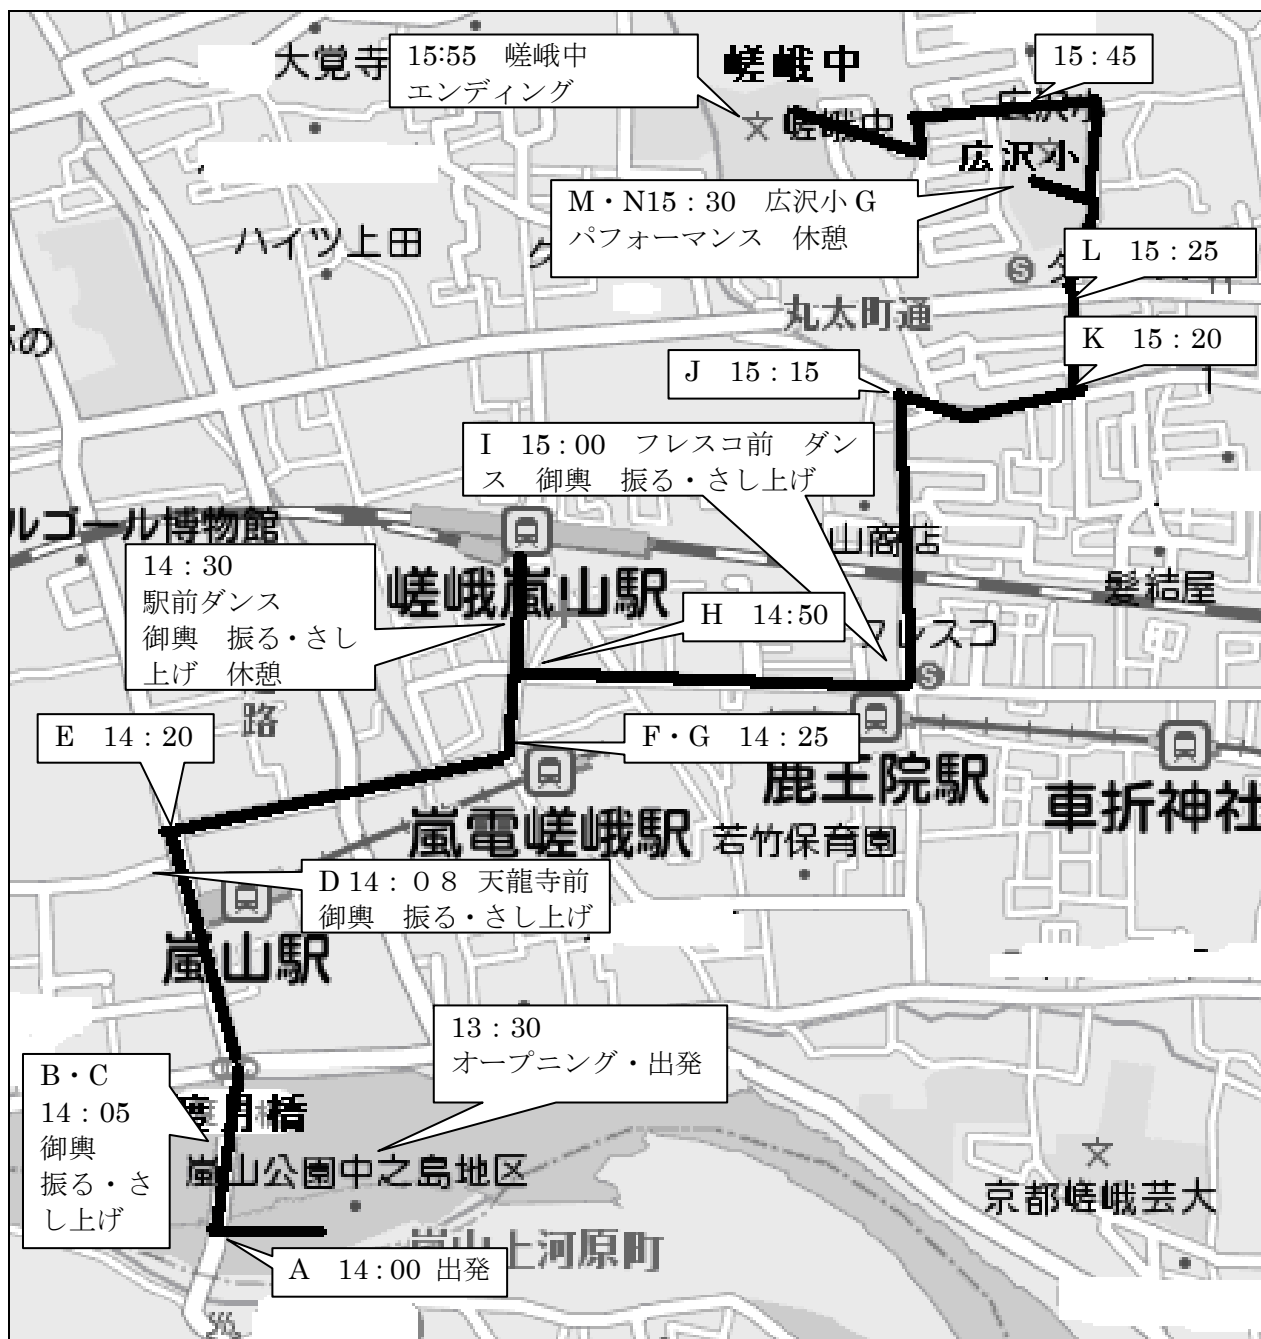 大覚寺
15:55 嵯峨中
エンディング
嵯峨中
15：45
嵯峨中
広沢小
広沢小
M・N15：30 広沢小 G
パフォーマンス 休憩
ハイツ上田
L 15：25
丸太町通
K 15：20
J 15：15
I 15：00 フレスコ前 ダン
ス 御輿 振る・さし上げ
ルゴール博物館
山商店
14：30
駅前ダンス
御輿 振る・さし
上げ 休憩
嵯峨嵐山駅
髪結屋
H 14:50
フレスコ
路
E 14：20
F・G 14：25
鹿王院駅
車折神社
嵐電嵯峨駅
若竹保育園
D 14：０８ 天龍寺前
御輿 振る・さし上げ
嵐山駅
13：30
オープニング・出発
B・C
14：05
御輿
振る・さ
し上げ
渡月橋
嵐山公園中之島地区
京都嵯峨芸大
嵐山上河原町
A 14：00 出発